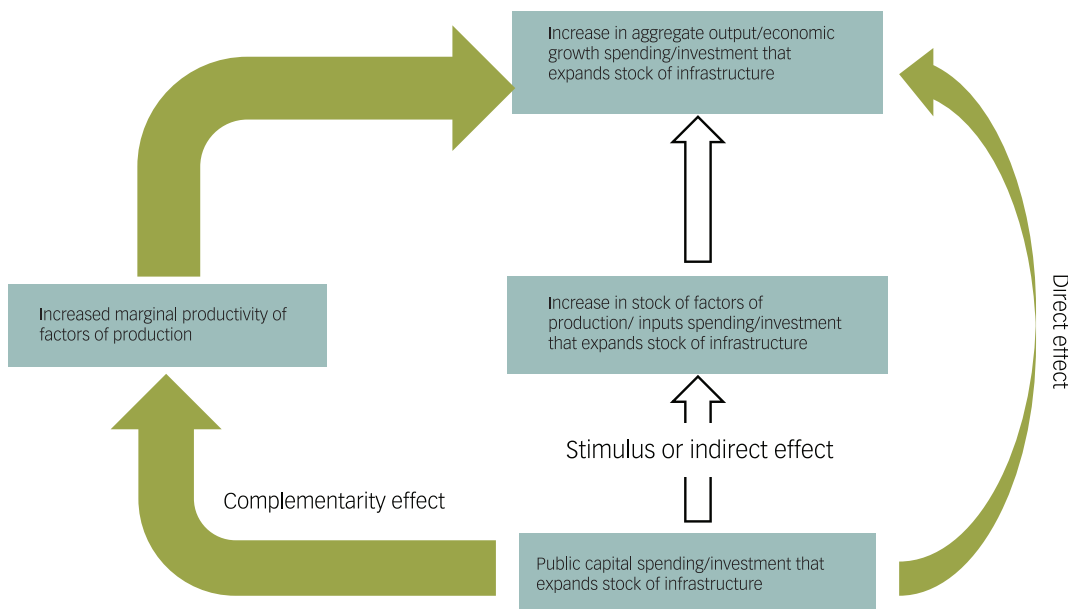 Increase in aggregate output/economic
growth spending/investment that
expands stock of infrastructure
Increased marginal productivity of
factors of production
Increase in stock of factors of
production/ inputs spending/investment
that expands stock of infrastructure
Direct effect
Stimulus or indirect effect
Complementarity effect
Public capital spending/investment that
expands stock of infrastructure